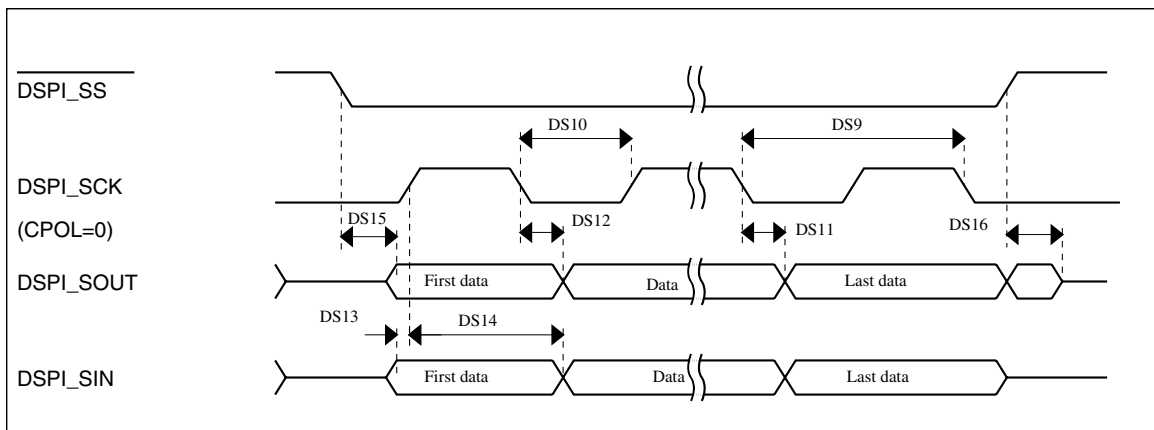 DSPI_SS
DS10
DS9
DSPI_SCK
(CPOL=0)
DS15
DS12
DS11
DS16
DSPI_SOUT
First data
Data
Last data
DS13
DS14
DSPI_SIN
First data
Data
Last data